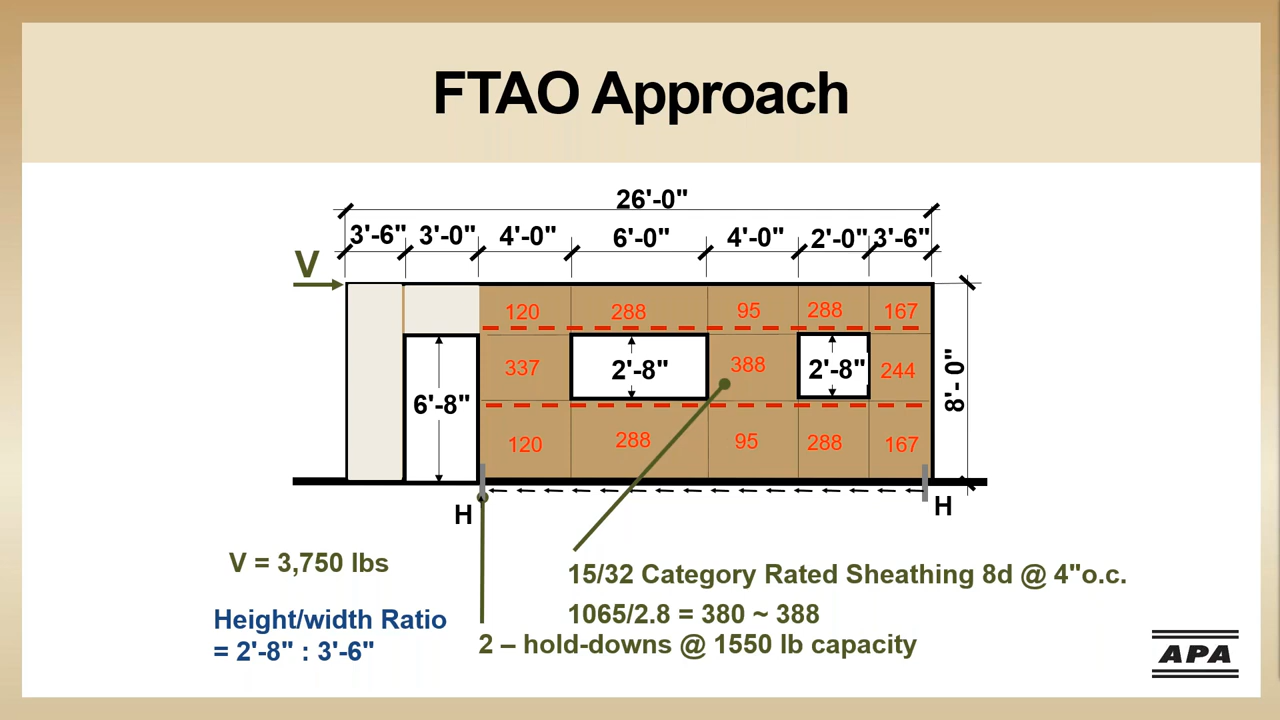 FTAO Approach
26'-0"
3'-6" 3'-0" 4'-0" 6'-0" 4'-0" 2'-0" 3'-6"
V
120 288 95 288 167
337 2'-8" 388 2'-8" 244
6'-8"
8'- 0"
120 288 95 288 167
H H
V = 3,750 lbs
15/32 Category Rated Sheathing 8d @ 4"o.c.
Height/width Ratio
1065/2.8 = 380 ~ 388
= 2'-8" : 3'-6"
2 – hold-downs @ 1550 lb capacity
APA